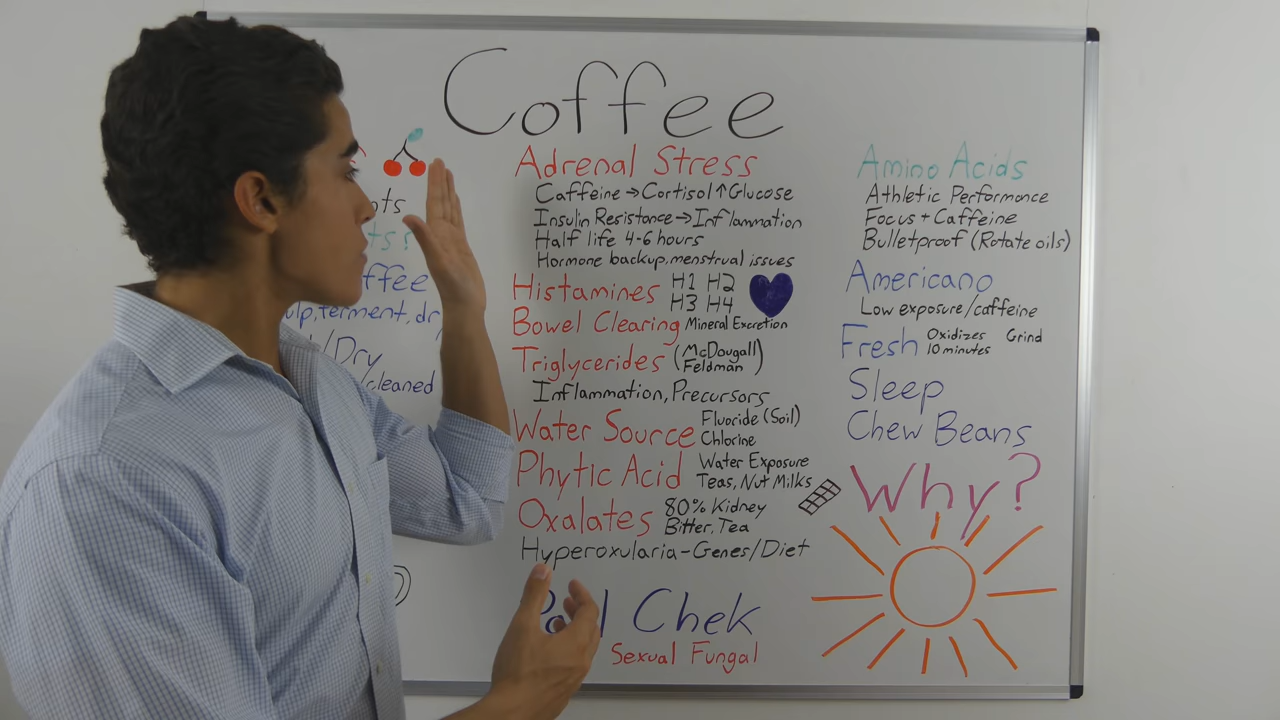 Coffee
ffee
/Dry
cleaned
Adrenal Stress
Caffeine → Cortisol ↑ Glucose
Insulin Resistance → Inflammation
Half life 4-6 hours
Hormone backup, menstrual issues
Histamines H1 H2
H3 H4
Bowel Clearing Mineral Excretion
Triglycerides (McDougall)
Feldman
Inflammation, Precursors
Water Source Fluoride (Soil)
Chlorine
Phytic Acid Water Exposure
Teas, Nut Milks
Oxalates 80% Kidney
Bitter, Tea
Hyperoxularia - Genes/Diet
Chek
Sexual Fungal
Amino Acids
Athletic Performance
Focus + Caffeine
Bulletproof (Rotate oils)
Americano
Low exposure/caffeine
Fresh Oxidizes Grind
10 minutes
Sleep
Chew Beans
Why?